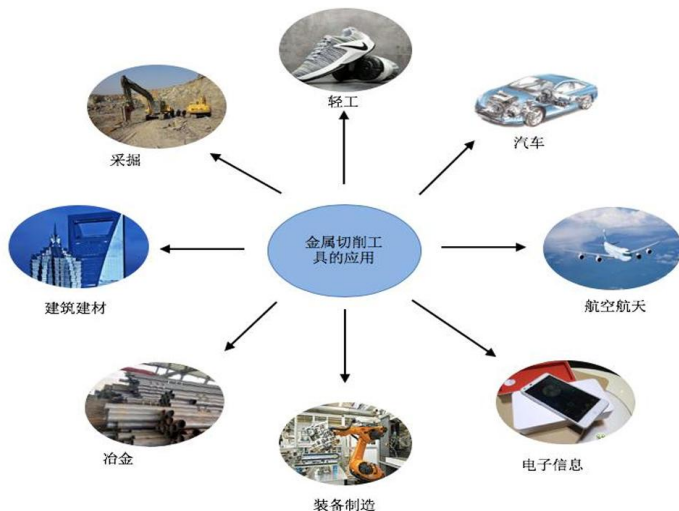 轻工
采掘
汽车
金属切削工
具的应用
建筑建材
航空航天
冶金
电子信息
装备制造